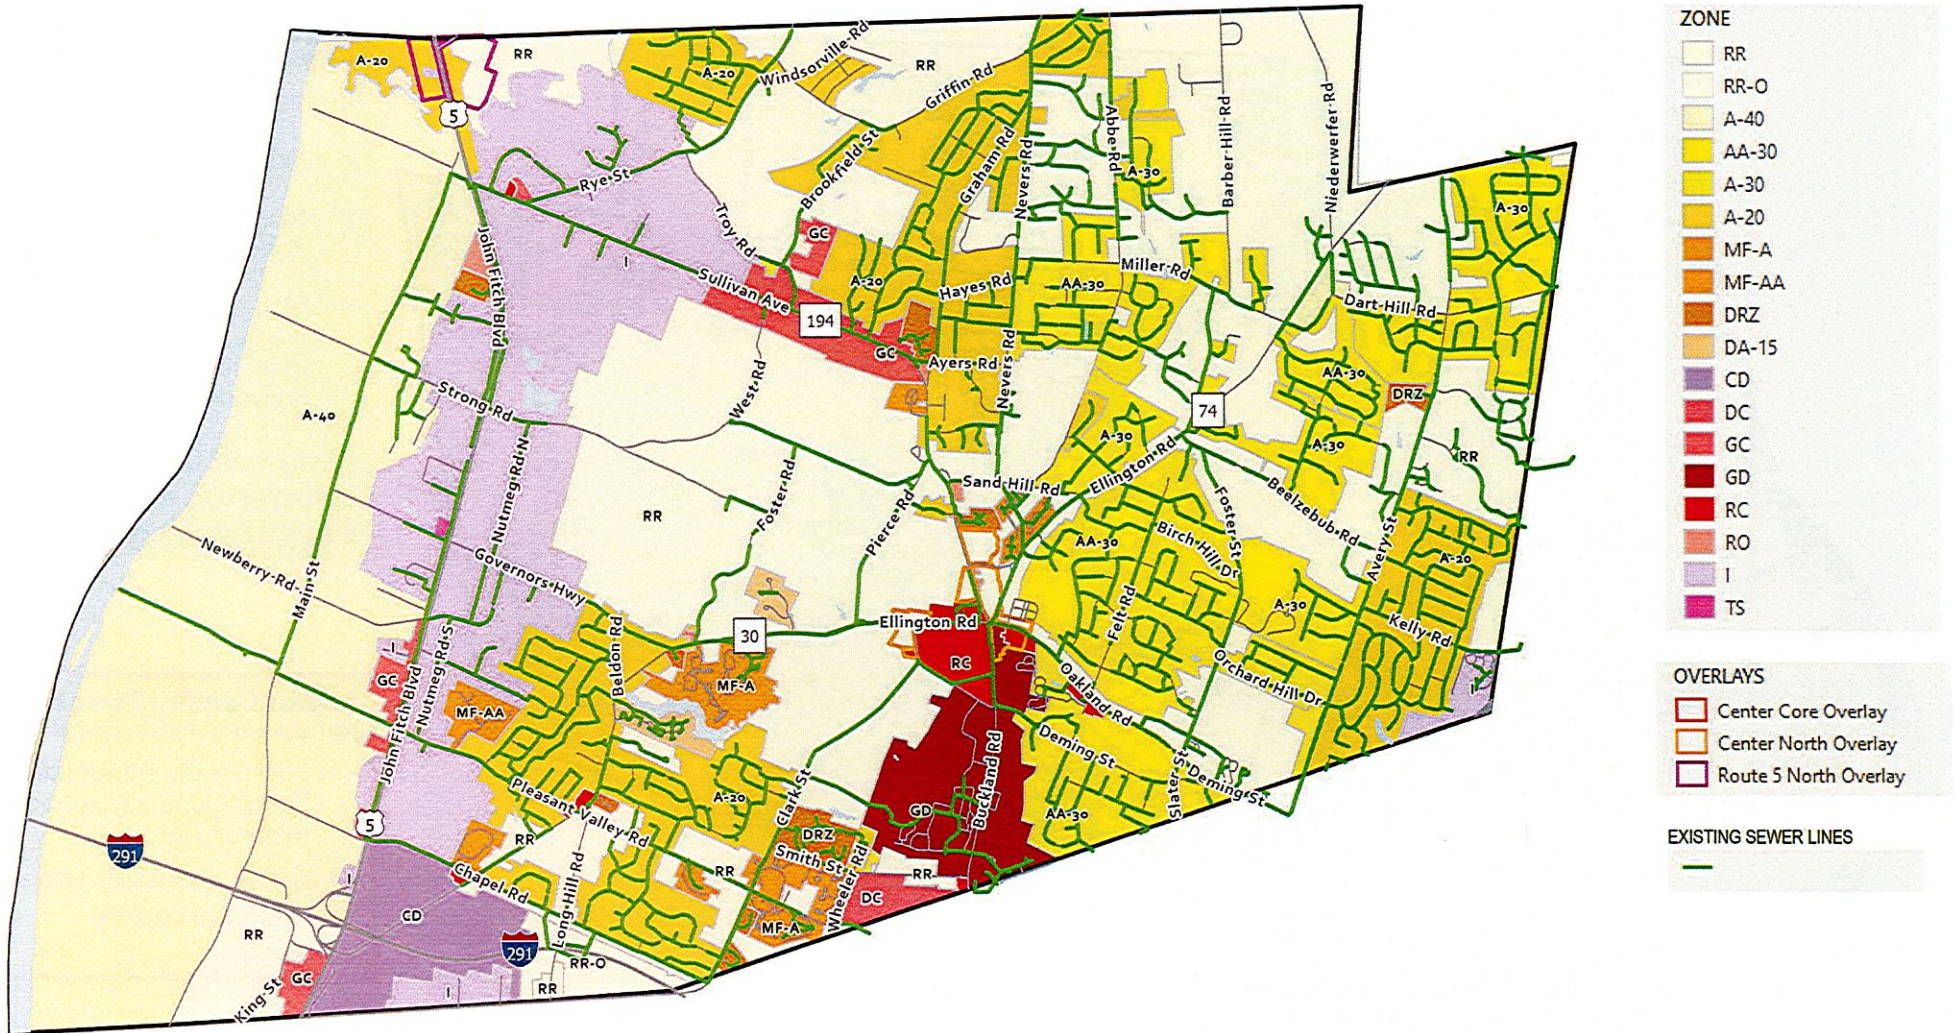 RR
A-20
RR
A-20
Windsorville-Rd
RR
Griffin-Rd
5
Brookfield St
Graham Rd
Nevers Rd
Abbe Rd
A-30
Barber-Hill-Rd
Niederwerfer-Rd
A-30
Rye St
Troy-Rd
GC
John Fitch Blvd
I
Sullivan Ave
194
A-20
Hayes Rd
AA-30
Miller-Rd
Dart-Hill-Rd
GC
Ayers Rd
Nevers Rd
West-Rd
AA-30
DRZ
A-40
Strong-Rd
74
A-30
Ellington-Rd
A-30
RR
Nutmeg-Rd-N
RR
Foster-Rd
Pierce-Rd
Sand-Hill-Rd
Foster-St
Beelzebub-Rd
Avery-St
Newberry-Rd
Main-St
Governors-Hwy
AA-30
Birch-Hill-Dr
A-20
Felt-Rd
A-30
Kelly-Rd
Beldon Rd
30
Ellington Rd
RC
Oakland-Rd
Orchard-Hill-Dr
I
I
GC
John-Fitch-Blvd
Nutmeg-Rd-S
MF-AA
MF-A
Deming-St
Slater-St
Deming-St
A-20
Clark-St
GD
Buckland-Rd
AA-30
Pleasant Valley Rd
5
291
RR
Chapel-Rd
I
CD
Long-Hill-Rd
RR
DRZ
Smith-St
Wheeler-Rd
RR
DC
MF-A
RR
291
RR-O
GC
King-St
I
RR
ZONE
RR
RR-O
A-40
AA-30
A-30
A-20
MF-A
MF-AA
DRZ
DA-15
CD
DC
GC
GD
RC
RO
I
TS
OVERLAYS
Center Core Overlay
Center North Overlay
Route 5 North Overlay
EXISTING SEWER LINES